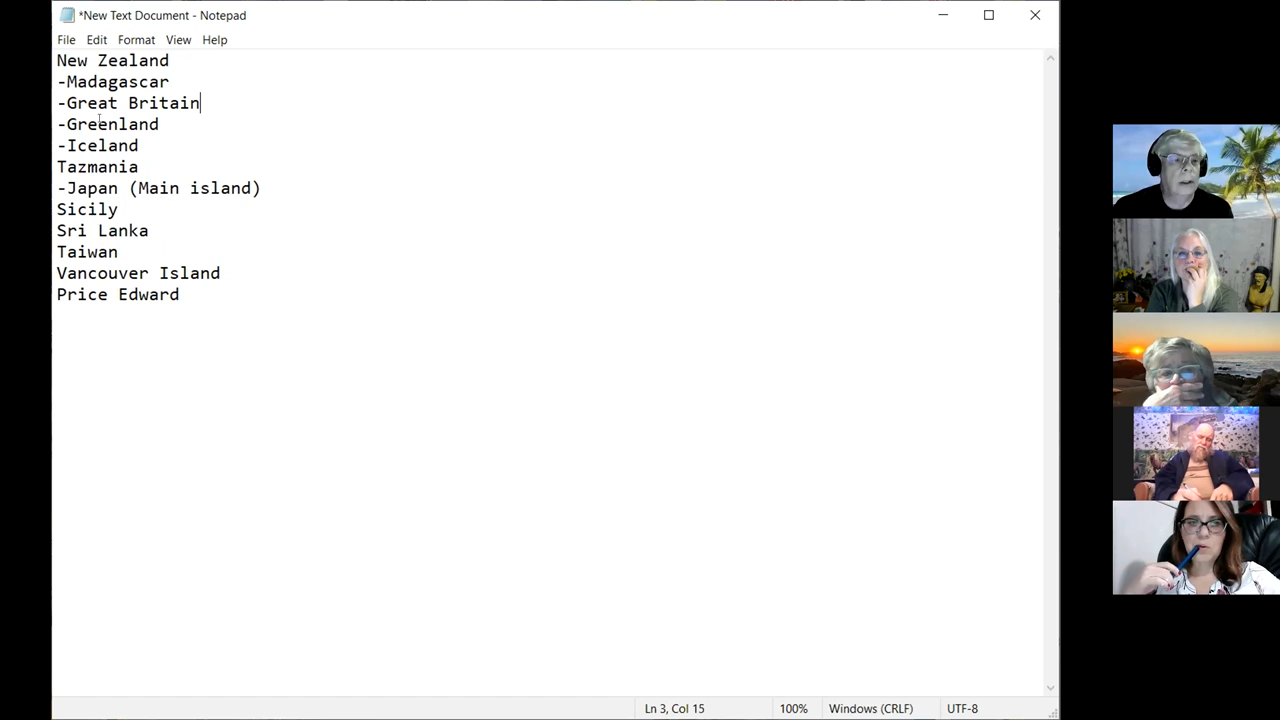 *New Text Document - Notepad
File Edit Format View Help
New Zealand
-Madagascar
-Great Britain
-Greenland
-Iceland
Tazmania
-Japan (Main island)
Sicily
Sri Lanka
Taiwan
Vancouver Island
Price Edward
Ln 3, Col 15 100% Windows (CRLF) UTF-8